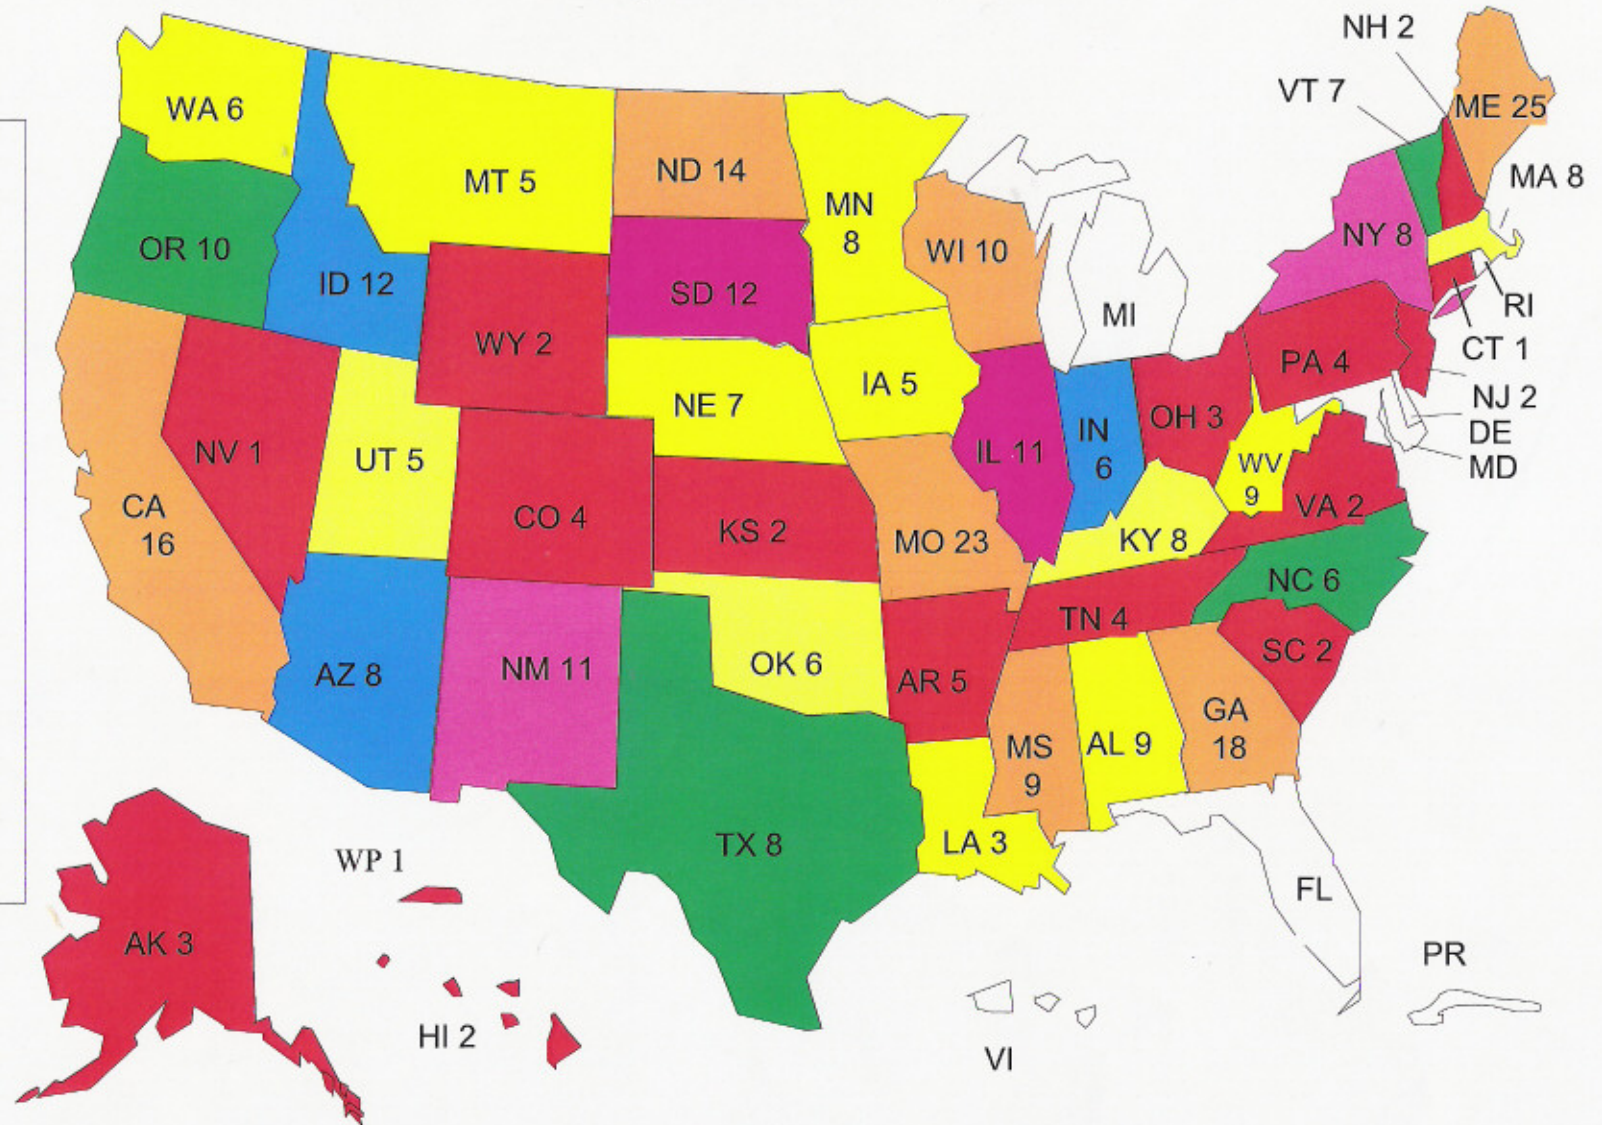 NH 2
VT 7
ME 25
WA 6
MT 5
ND 14
MN
8
MA 8
OR 10
ID 12
SD 12
WI 10
NY 8
MI
RI
WY 2
CT 1
PA 4
NE 7
IA 5
NJ 2
DE
MD
NV 1
UT 5
IL 11
IN
6
OH 3
WV
9
VA 2
CA
16
CO 4
KS 2
MO 23
KY 8
NC 6
TN 4
SC 2
AZ 8
NM 11
OK 6
AR 5
MS
9
AL 9
GA
18
TX 8
LA 3
WP 1
FL
AK 3
HI 2
VI
PR